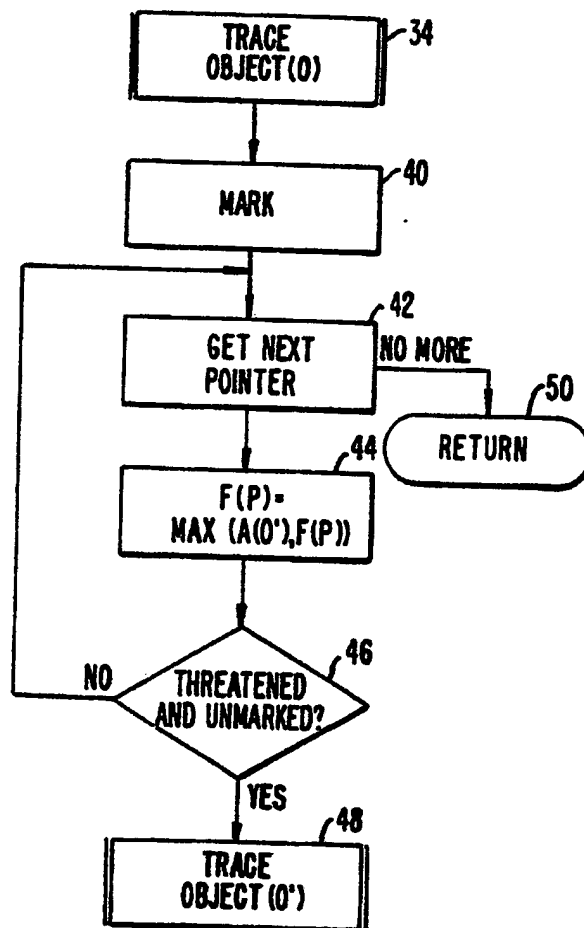 TRACE
OBJECT(O)
34
MARK
40
GET NEXT
POINTER
42
NO MORE
RETURN
50
F(P)=
MAX (A(O'),F(P))
44
THREATENED
AND UNMARKED?
46
NO
YES
TRACE
OBJECT(O')
48